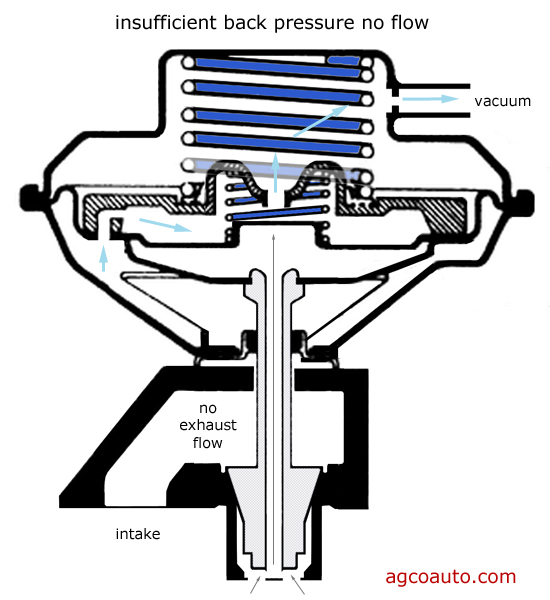 insufficient back pressure no flow
vacuum
no
exhaust
flow
intake
agcoauto.com